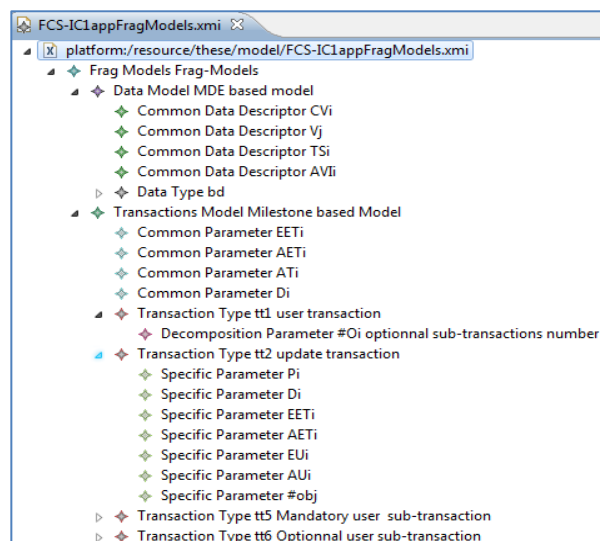 FCS-IC1appFragModels.xmi
platform:/resource/these/model/FCS-IC1appFragModels.xmi
Frag Models Frag-Models
Data Model MDE based model
Common Data Descriptor CVi
Common Data Descriptor Vj
Common Data Descriptor TSi
Common Data Descriptor AVIi
Data Type bd
Transactions Model Milestone based Model
Common Parameter EETi
Common Parameter AETi
Common Parameter ATi
Common Parameter Di
Transaction Type tt1 user transaction
Decomposition Parameter #Oi optionnal sub-transactions number
Transaction Type tt2 update transaction
Specific Parameter Pi
Specific Parameter Di
Specific Parameter EETi
Specific Parameter AETi
Specific Parameter EUi
Specific Parameter AUi
Specific Parameter #obj
Transaction Type tt5 Mandatory user sub-transaction
Transaction Type tt6 Optionnal user sub-transaction